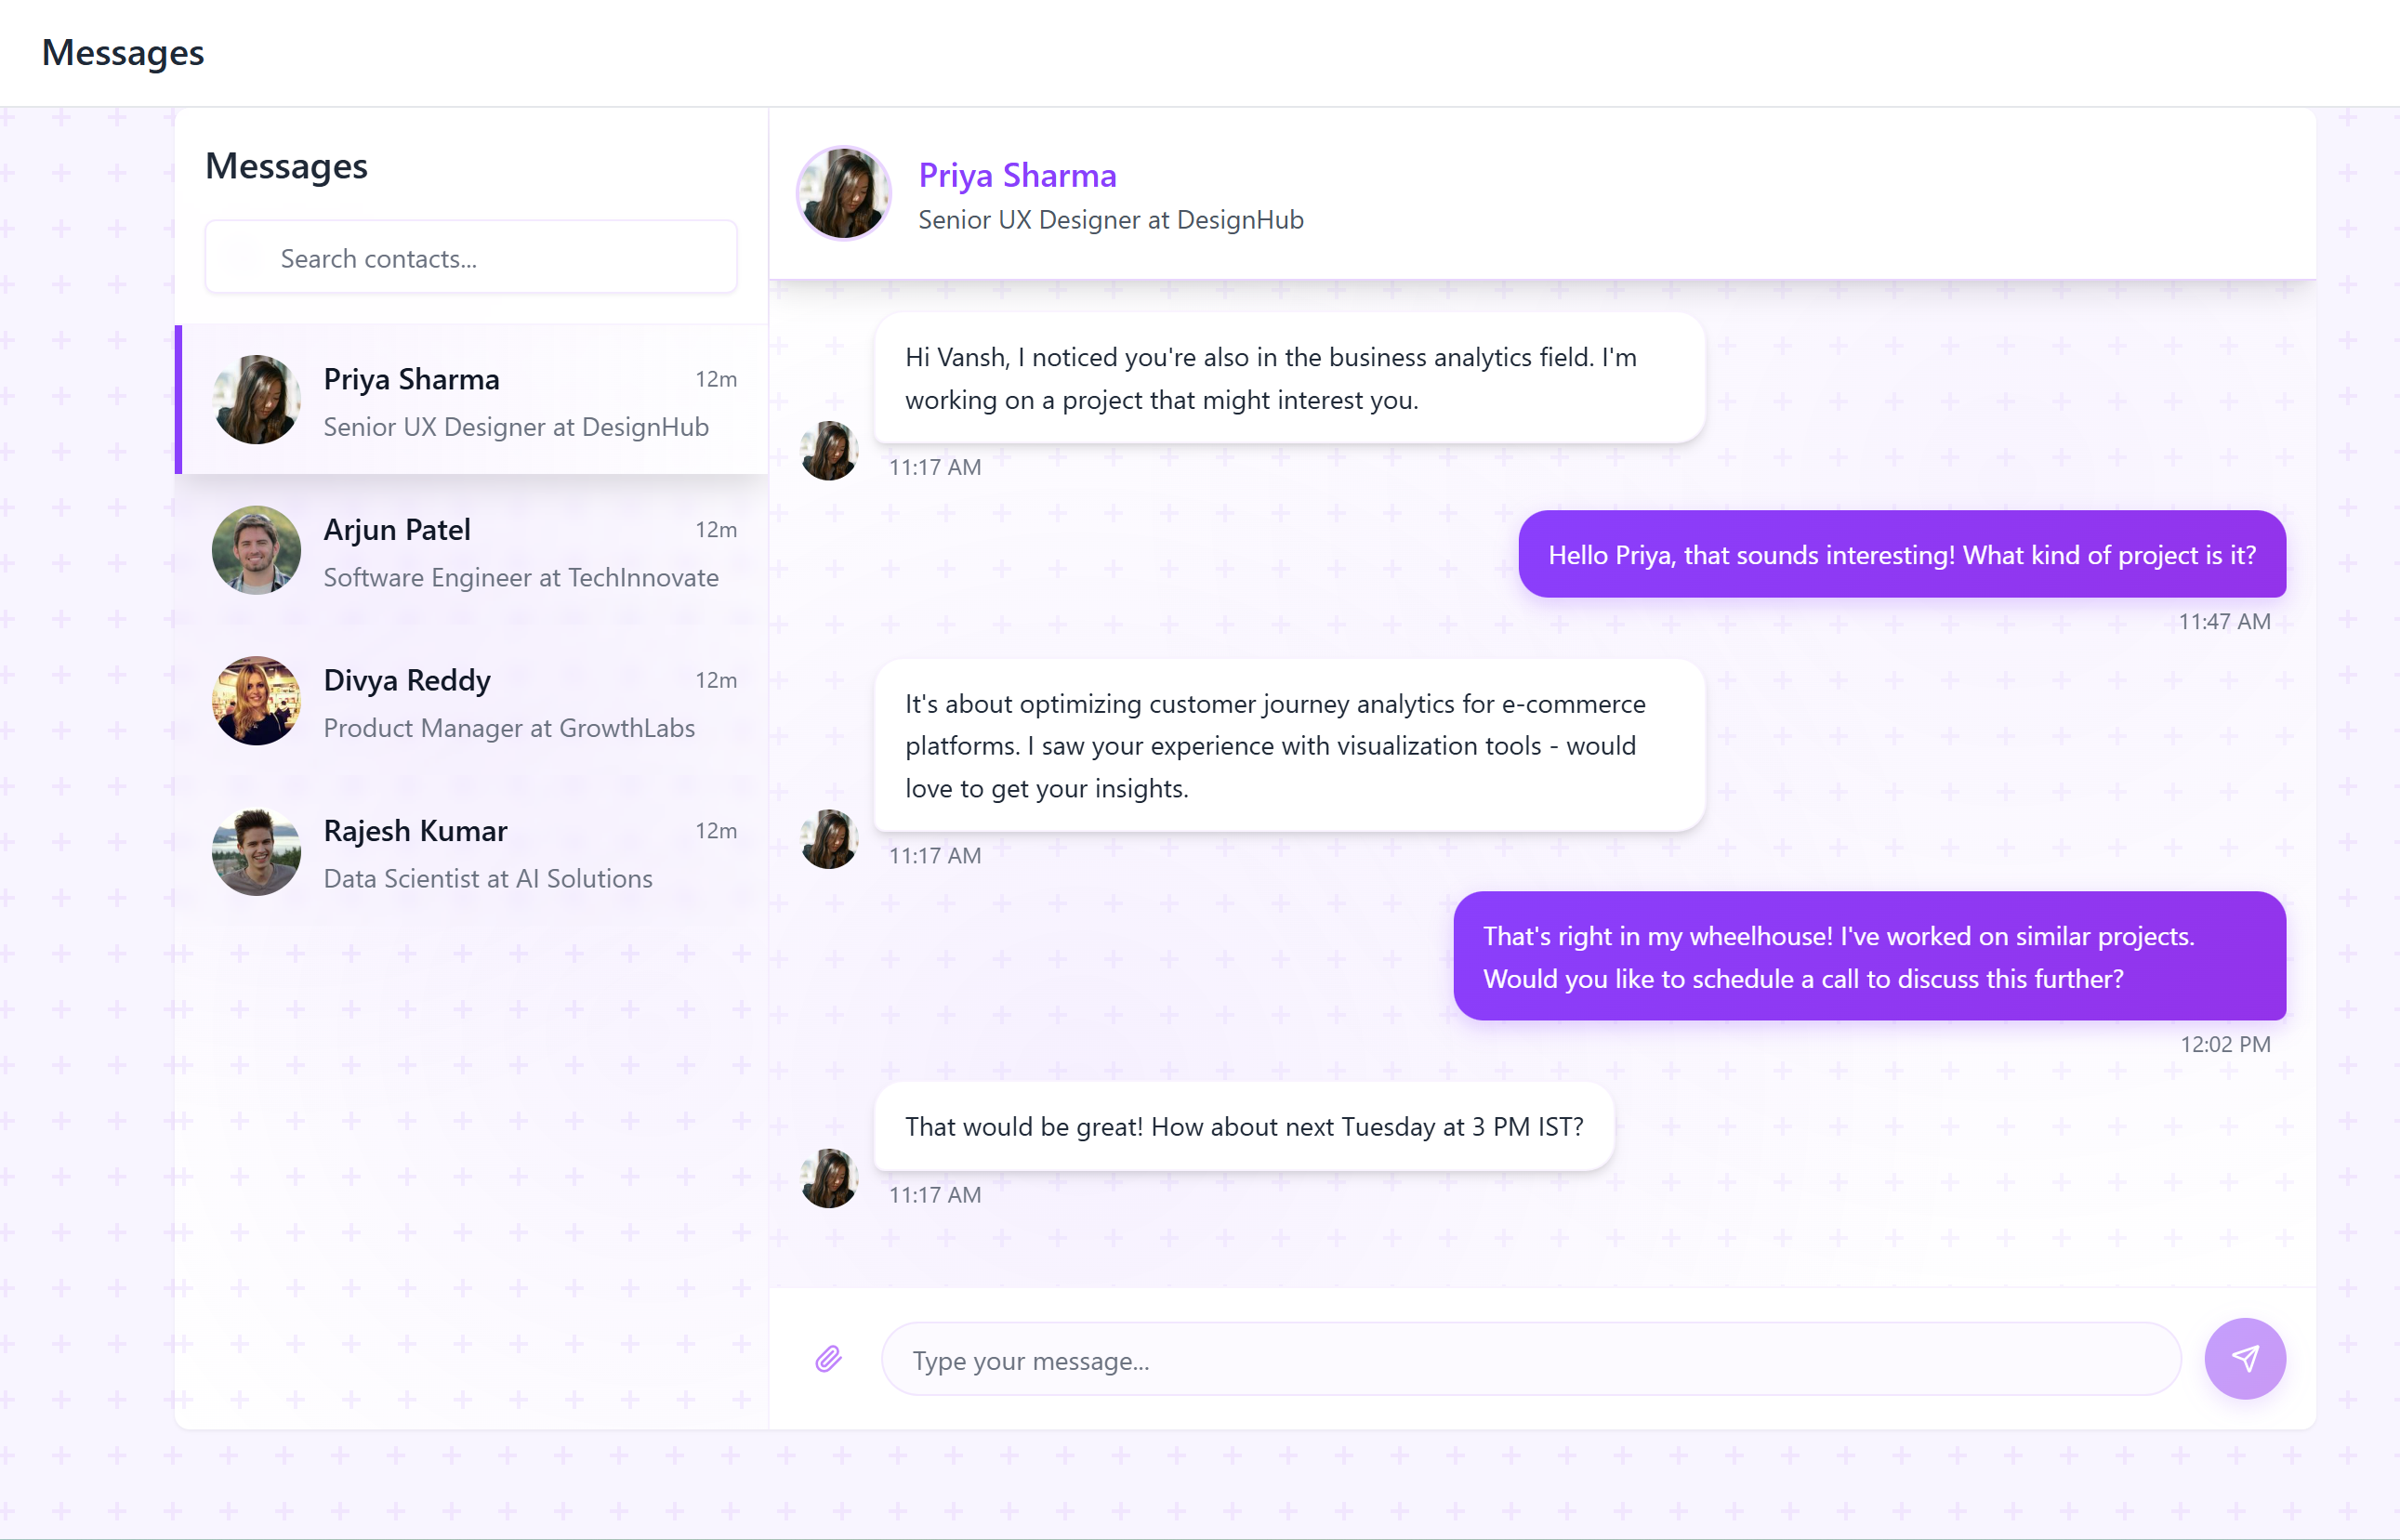 Messages
Messages
Search contacts...
Priya Sharma
12m
Senior UX Designer at DesignHub
Arjun Patel
12m
Software Engineer at TechInnovate
Divya Reddy
12m
Product Manager at GrowthLabs
Rajesh Kumar
12m
Data Scientist at AI Solutions
Priya Sharma
Senior UX Designer at DesignHub
Hi Vansh, I noticed you're also in the business analytics field. I'm
working on a project that might interest you.
11:17 AM
Hello Priya, that sounds interesting! What kind of project is it?
11:47 AM
It's about optimizing customer journey analytics for e-commerce
platforms. I saw your experience with visualization tools - would
love to get your insights.
11:17 AM
That's right in my wheelhouse! I've worked on similar projects.
Would you like to schedule a call to discuss this further?
12:02 PM
That would be great! How about next Tuesday at 3 PM IST?
11:17 AM
Type your message...